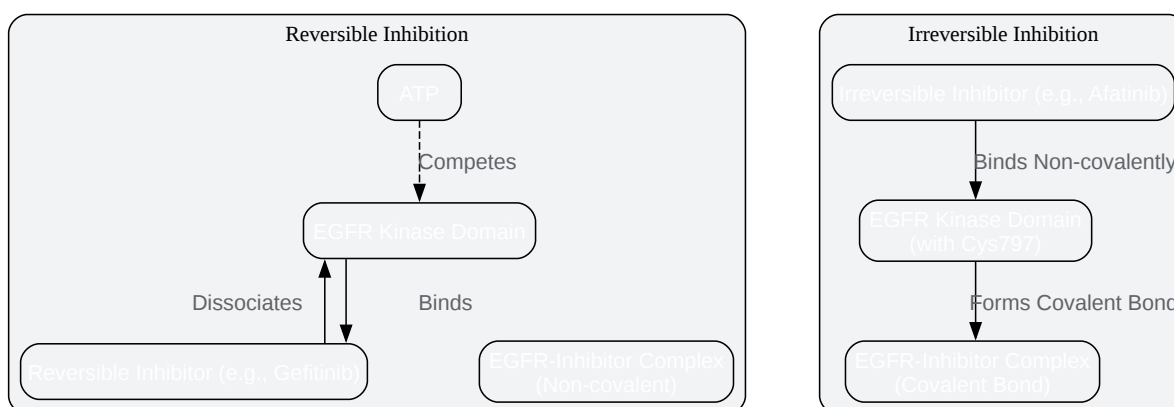 Reversible Inhibition
ATP
Competes
EGFR Kinase Domain
Dissociates
Binds
Reversible Inhibitor (e.g., Gefitinib)
EGFR-Inhibitor Complex
(Non-covalent)
Irreversible Inhibition
Irreversible Inhibitor (e.g., Afatinib)
Binds Non-covalently
EGFR Kinase Domain
(with Cys797)
Forms Covalent Bond
EGFR-Inhibitor Complex
(Covalent Bond)